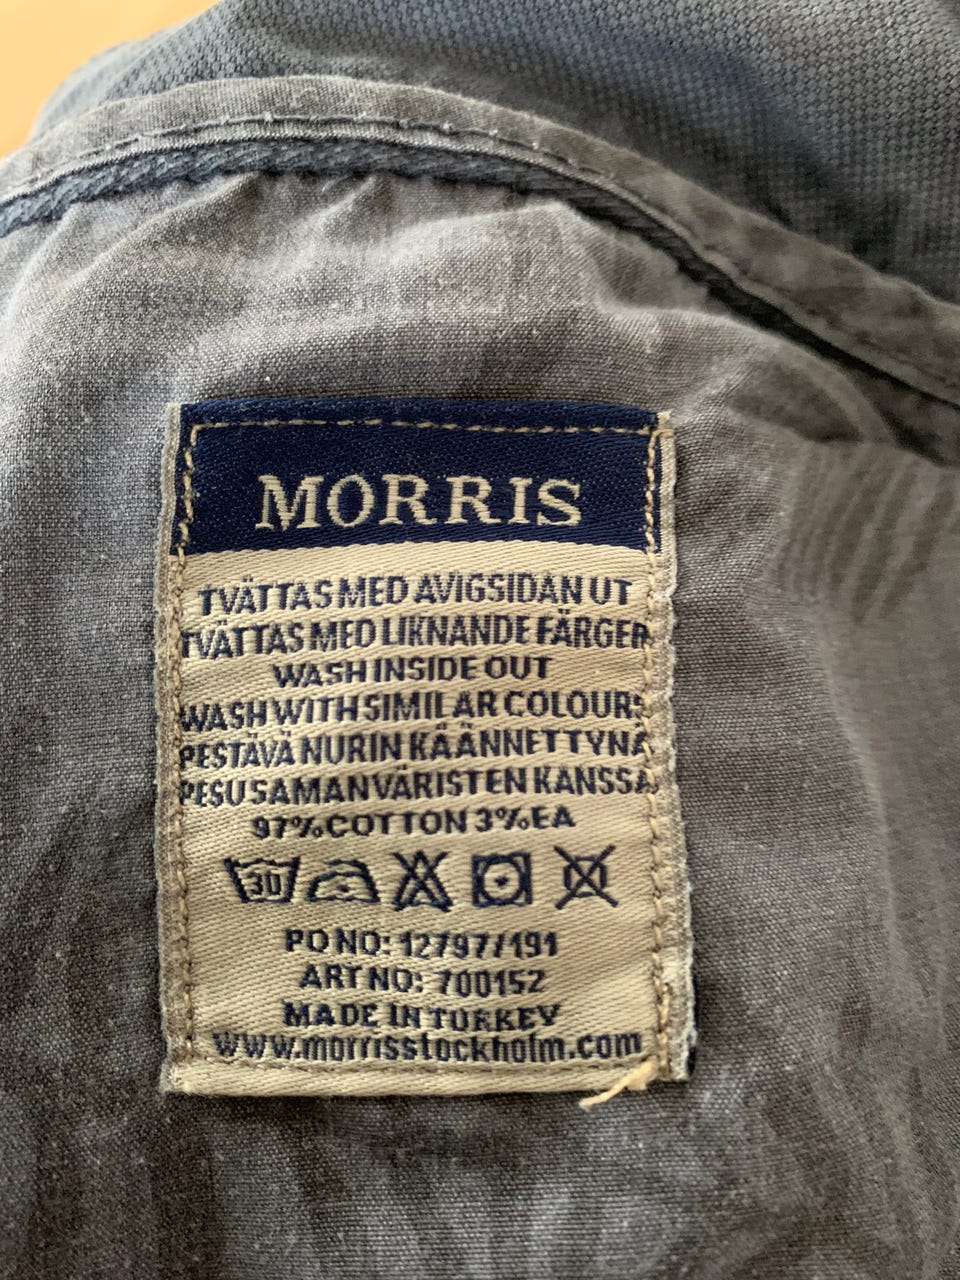 MORRIS
TVÄTTAS MED AVIGSIDAN UT
TVÄTTAS MED LIKNANDE FÄRGER
WASH INSIDE OUT
WASH WITH SIMILAR COLOURS
PESTÄVÄ NURIN KÄÄNNETTYNÄ
PESU SAMANVÄRISTEN KANSSA
97% COTTON 3% EA
30
PO NO: 12797/191
ART NO: 700152
MADE IN TURKEY
www.morrisstockholm.com